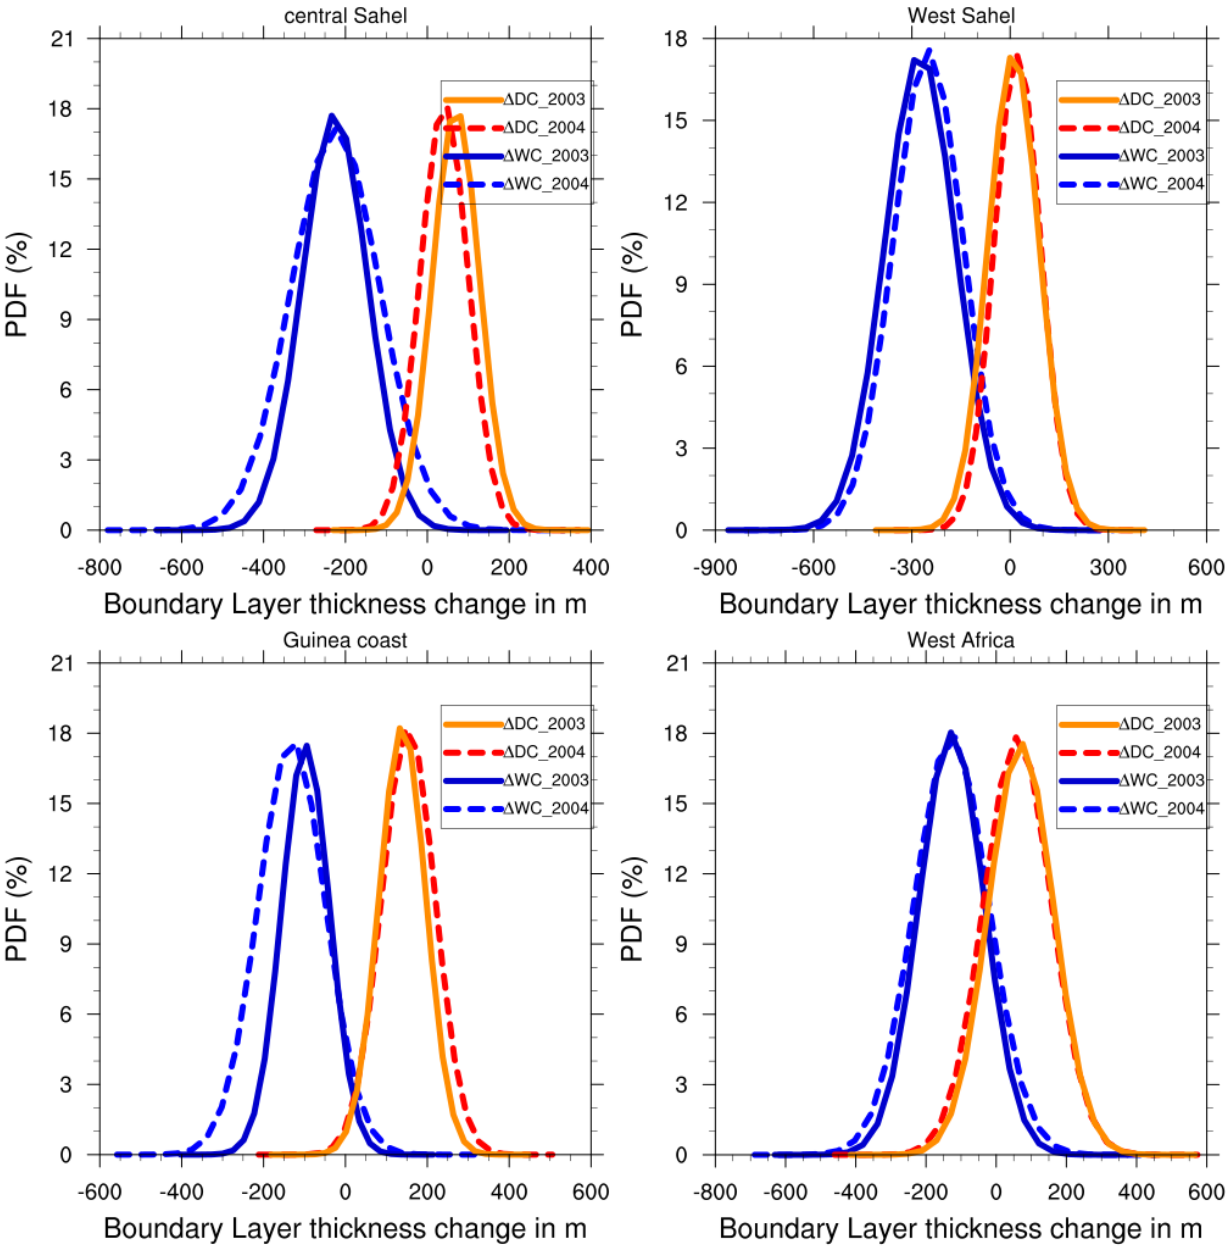 central Sahel
21
18
15
12
9
6
3
0
PDF (%)
ΔDC_2003
ΔDC_2004
ΔWC_2003
ΔWC_2004
-800 -600 -400 -200 0 200 400
Boundary Layer thickness change in m
West Sahel
18
15
12
9
6
3
0
PDF (%)
ΔDC_2003
ΔDC_2004
ΔWC_2003
ΔWC_2004
-900 -600 -300 0 300 600
Boundary Layer thickness change in m
Guinea coast
21
18
15
12
9
6
3
0
PDF (%)
ΔDC_2003
ΔDC_2004
ΔWC_2003
ΔWC_2004
-600 -400 -200 0 200 400 600
Boundary Layer thickness change in m
West Africa
21
18
15
12
9
6
3
0
PDF (%)
ΔDC_2003
ΔDC_2004
ΔWC_2003
ΔWC_2004
-800 -600 -400 -200 0 200 400 600
Boundary Layer thickness change in m